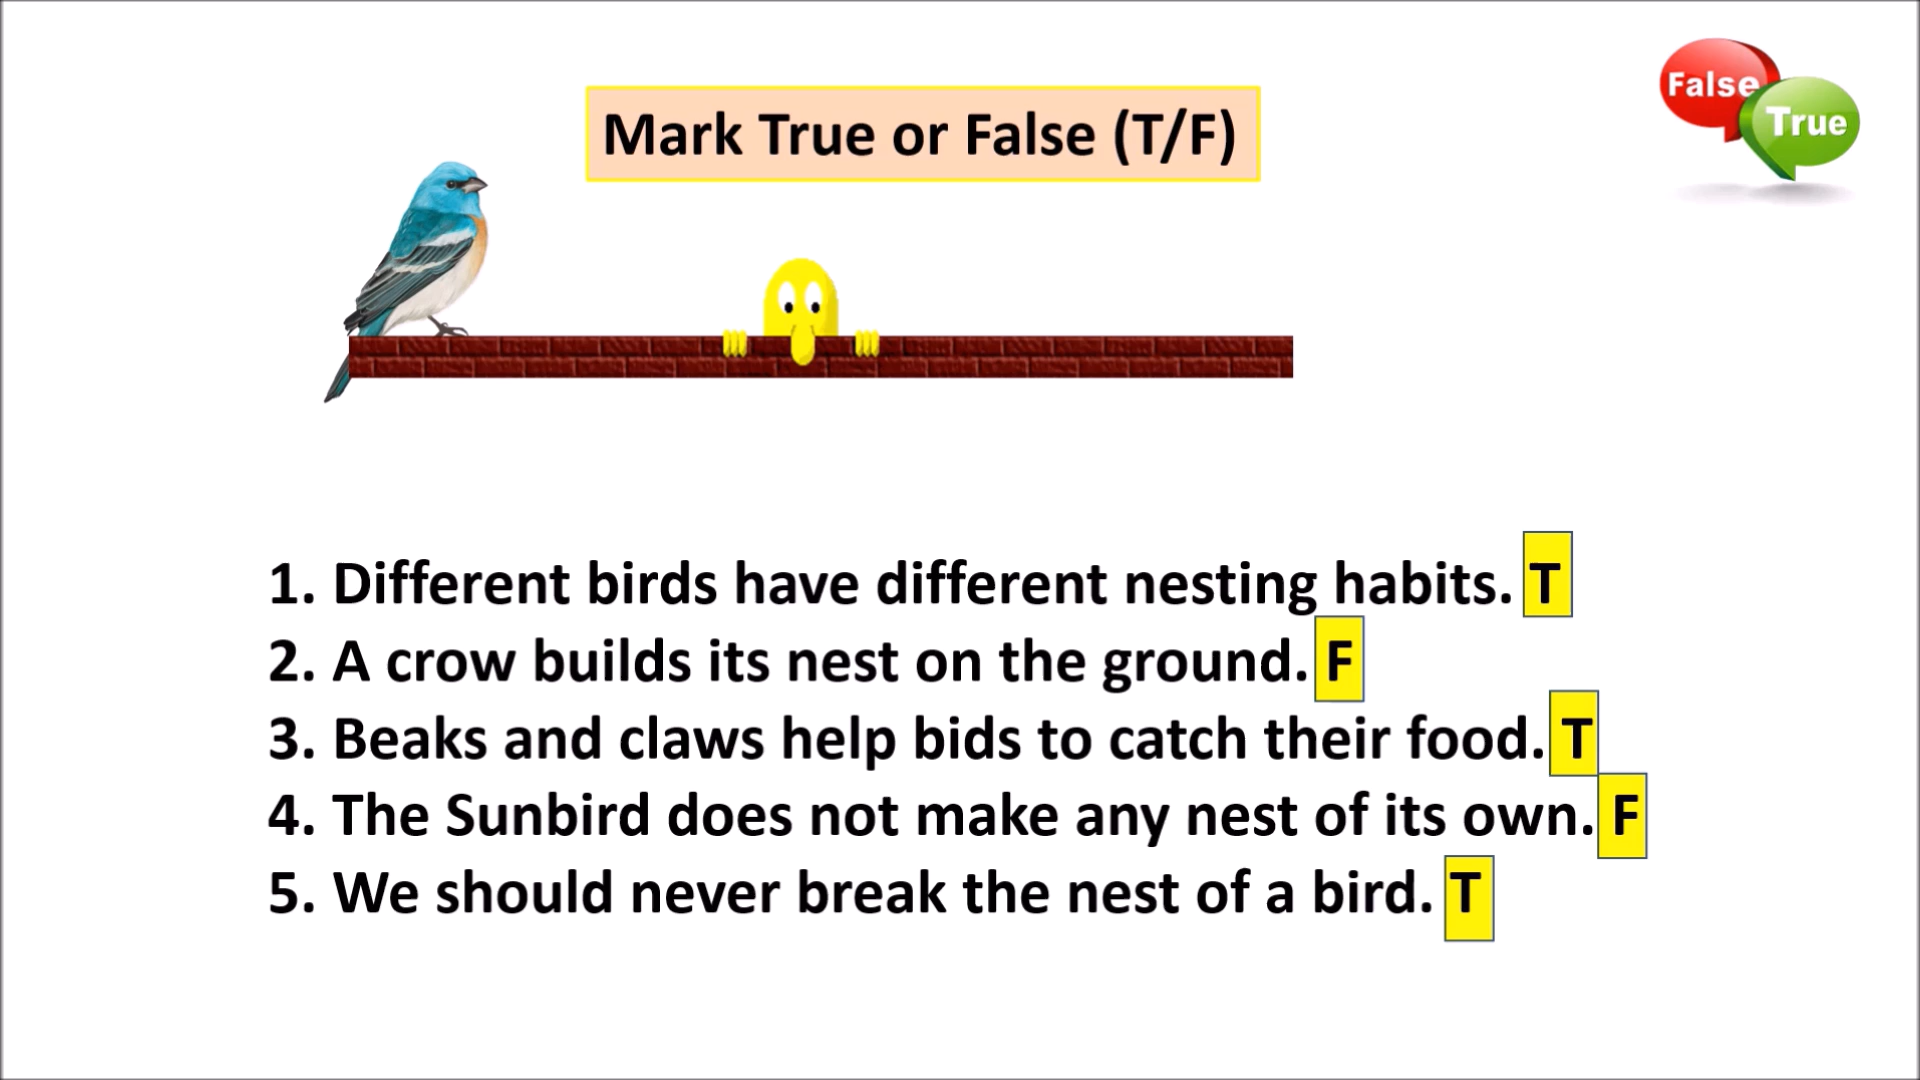 False
True
Mark True or False (T/F)
1. Different birds have different nesting habits. T
2. A crow builds its nest on the ground. F
3. Beaks and claws help bids to catch their food. T
4. The Sunbird does not make any nest of its own. F
5. We should never break the nest of a bird. T